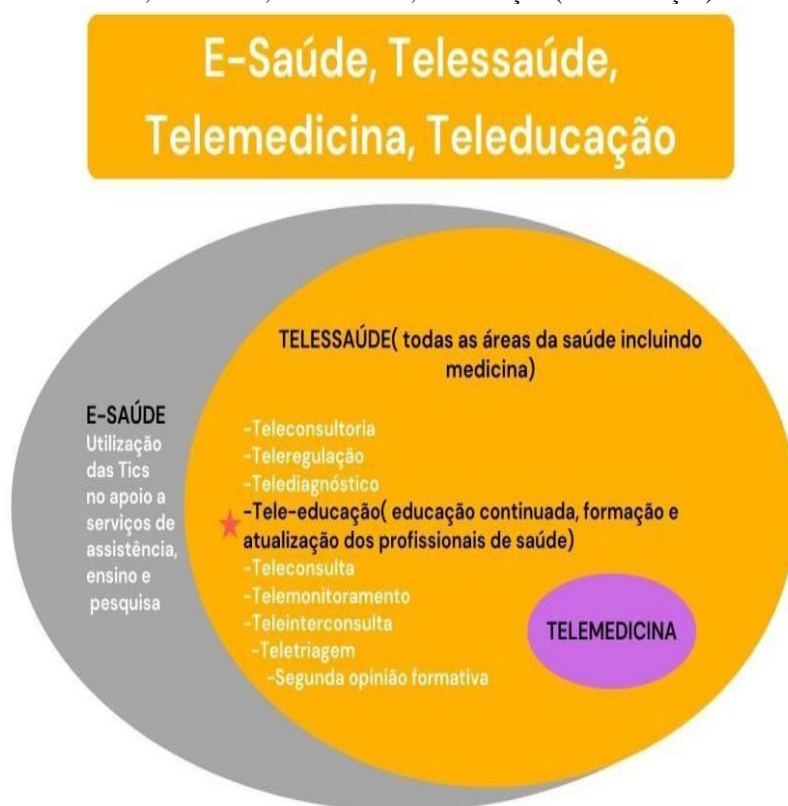 E-Saúde, Telessaúde,
Telemedicina, Teleducação
TELESSAÚDE( todas as áreas da saúde incluindo
medicina)
E-SAÚDE
Utilização
das Tics
no apoio a
serviços de
assistência,
ensino e
pesquisa
-Teleconsultoria
-Teleregulação
-Telediagnóstico
-Tele-educação( educação continuada, formação e
atualização dos profissionais de saúde)
-Teleconsulta
-Telemonitoramento
-Teleinterconsulta
-Teletriagem
-Segunda opinião formativa
TELEMEDICINA